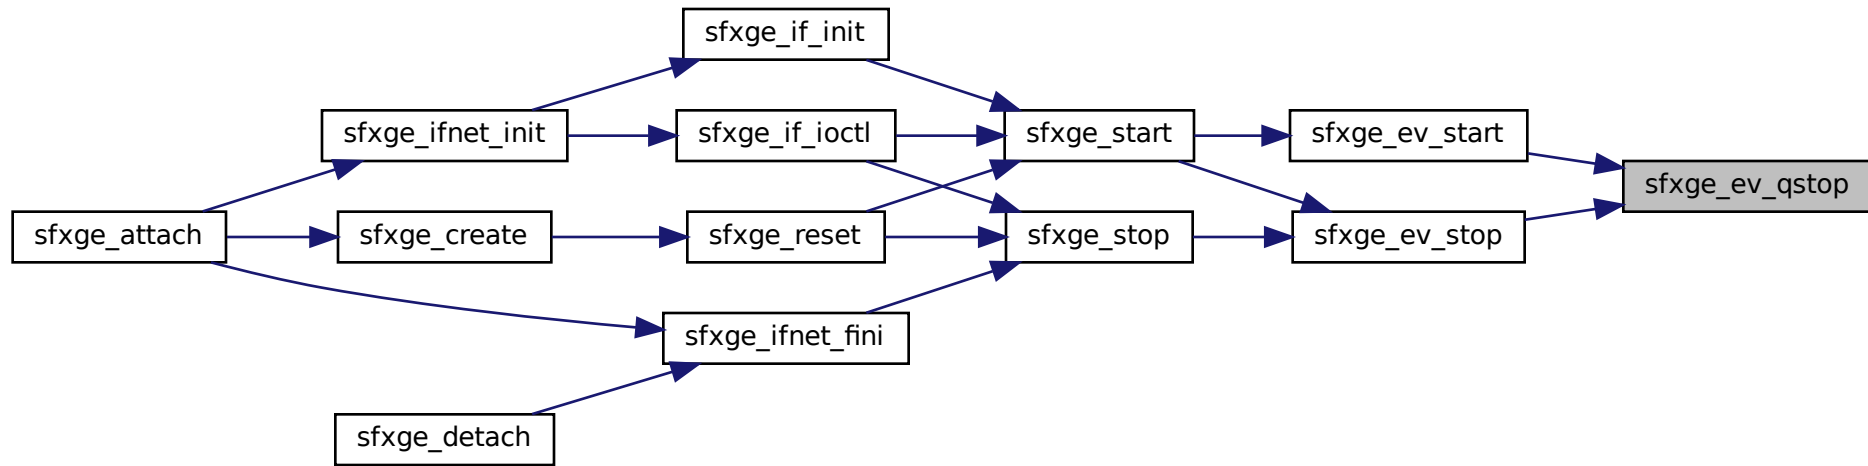 sfxge_if_init
sfxge_ifnet_init
sfxge_if_ioctl
sfxge_start
sfxge_ev_start
sfxge_ev_qstop
sfxge_attach
sfxge_create
sfxge_reset
sfxge_stop
sfxge_ev_stop
sfxge_ifnet_fini
sfxge_detach